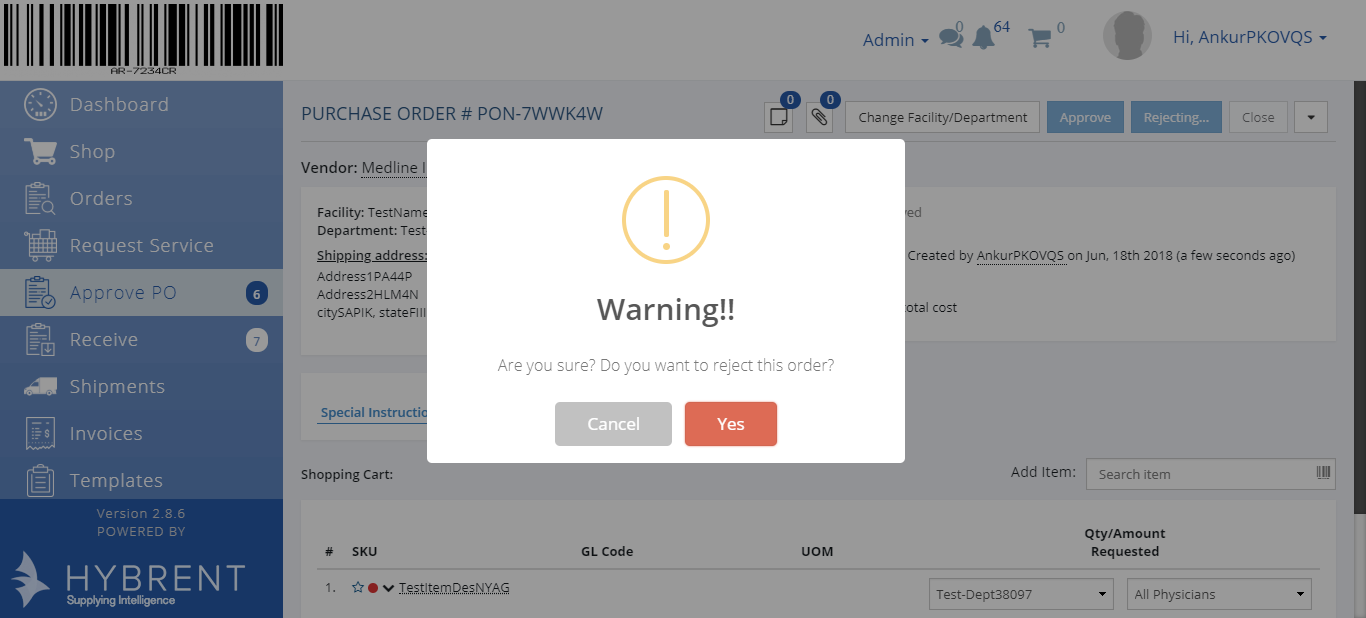 AR-7234CR
Admin
0
64
0
Hi, AnkurPKOVQS
Dashboard
Shop
Orders
Request Service
Approve PO 6
Receive 7
Shipments
Invoices
Templates
Version 2.8.6
POWERED BY
HYBRENT
Supplying Intelligence
PURCHASE ORDER # PON-7WWK4W
0
0
Change Facility/Department
Approve
Rejecting...
Close
Vendor: Medline
Facility: TestName
Department: Test-
Shipping address:
Address1PA44P
Address2HLM4N
citySAPIK,
Created by AnkurPKOVQS on Jun, 18th 2018 (a few seconds ago)
cost
Warning!!
Are you sure? Do you want to reject this order?
Cancel
Yes
Special
Shopping Cart:
Add Item: Search item
# SKU GL Code UOM Qty/Amount
Requested
1. TestItemDesNYAG Test-Dept38097 All Physicians